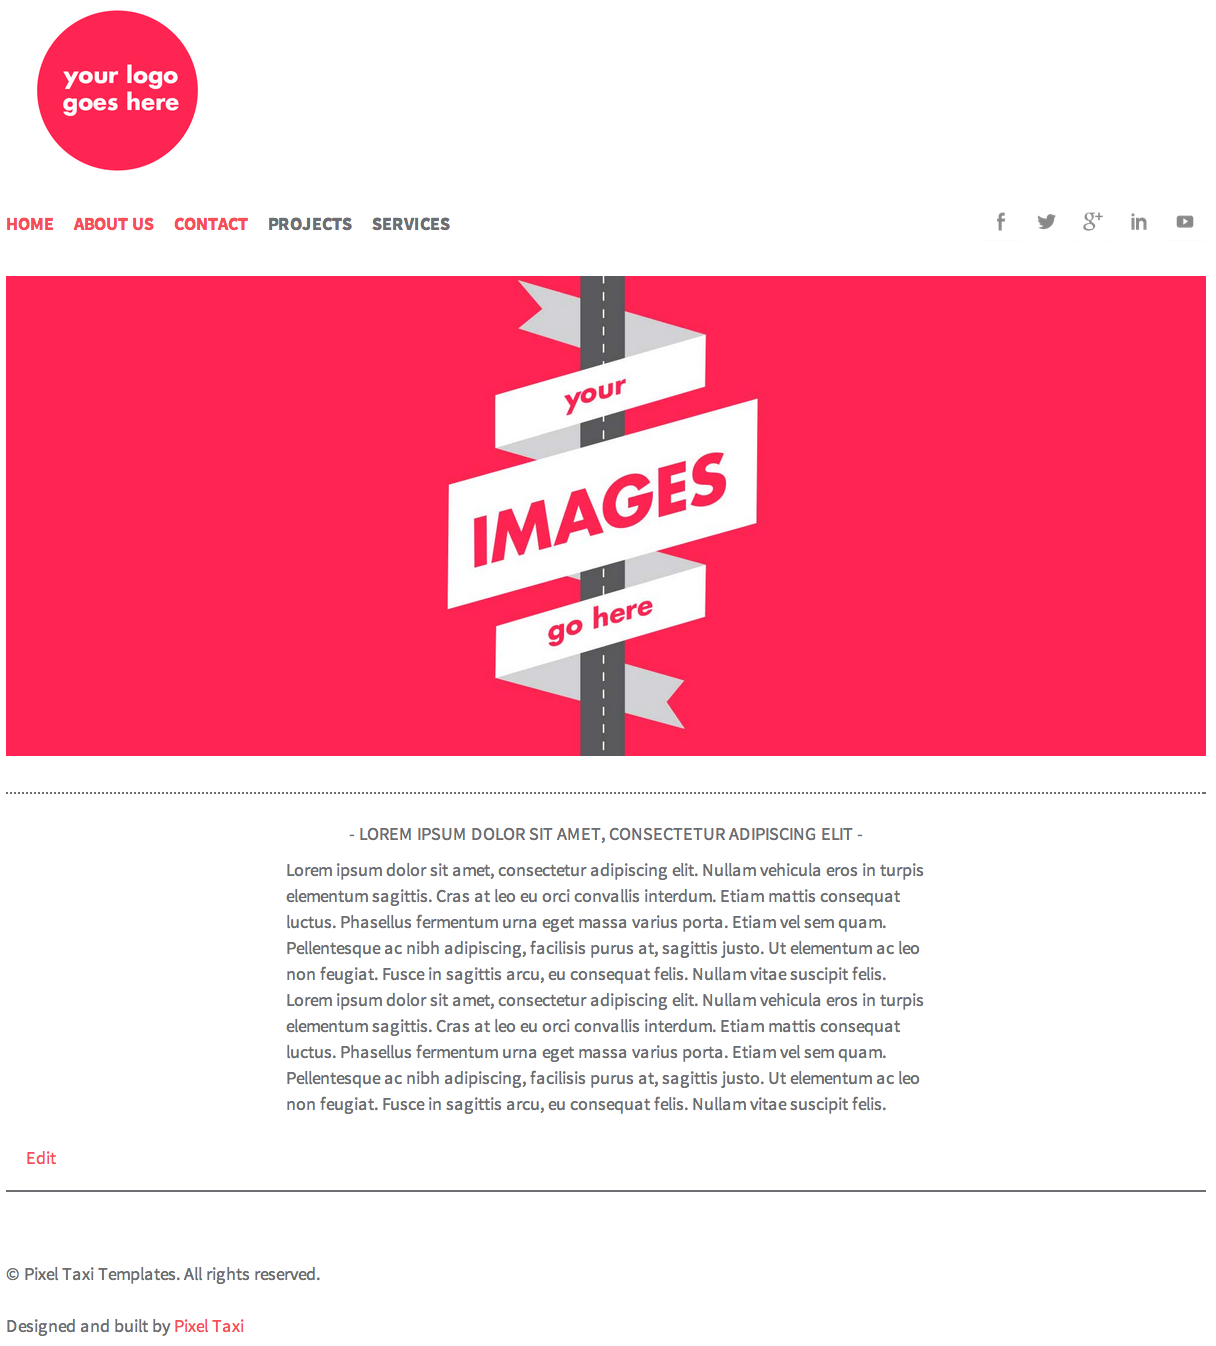 your logo
goes here
HOME ABOUT US CONTACT PROJECTS SERVICES
your
IMAGES
go here
- LOREM IPSUM DOLOR SIT AMET, CONSECTETUR ADIPISCING ELIT -
Lorem ipsum dolor sit amet, consectetur adipiscing elit. Nullam vehicula eros in turpis
elementum sagittis. Cras at leo eu orci convallis interdum. Etiam mattis consequat
luctus. Phasellus fermentum urna eget massa varius porta. Etiam vel sem quam.
Pellentesque ac nibh adipiscing, facilisis purus at, sagittis justo. Ut elementum ac leo
non feugiat. Fusce in sagittis arcu, eu consequat felis. Nullam vitae suscipit felis.
Lorem ipsum dolor sit amet, consectetur adipiscing elit. Nullam vehicula eros in turpis
elementum sagittis. Cras at leo eu orci convallis interdum. Etiam mattis consequat
luctus. Phasellus fermentum urna eget massa varius porta. Etiam vel sem quam.
Pellentesque ac nibh adipiscing, facilisis purus at, sagittis justo. Ut elementum ac leo
non feugiat. Fusce in sagittis arcu, eu consequat felis. Nullam vitae suscipit felis.
Edit
© Pixel Taxi Templates. All rights reserved.
Designed and built by Pixel Taxi